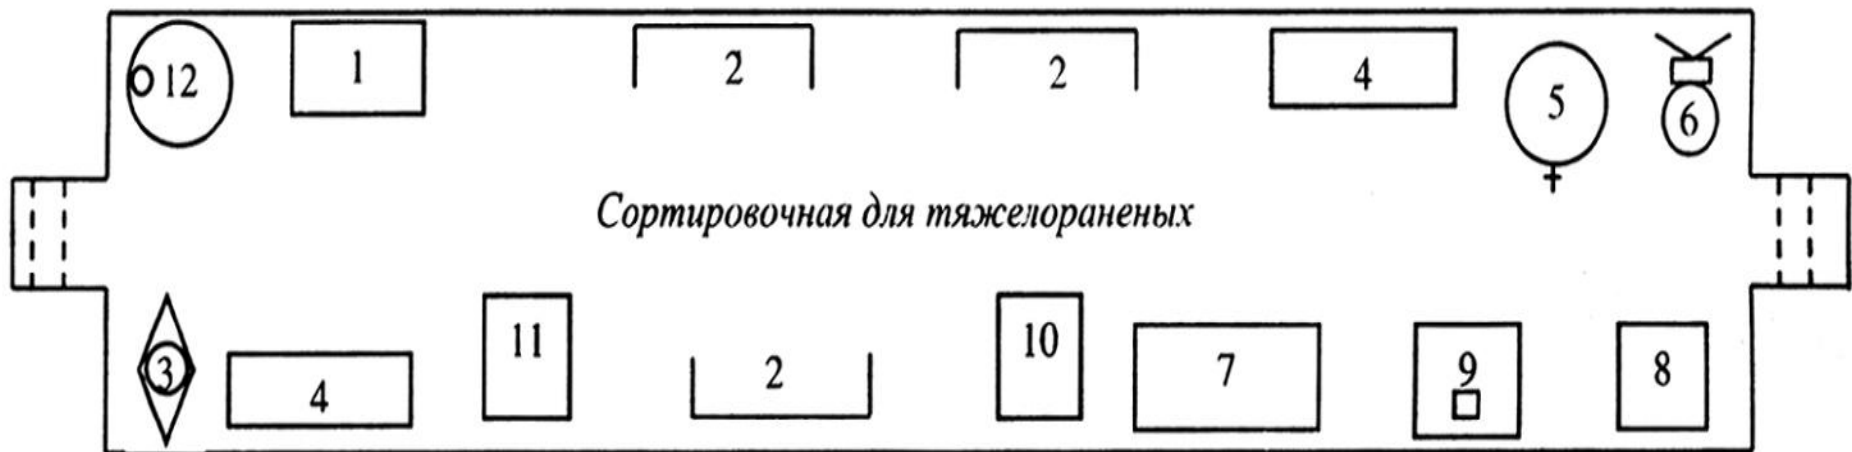 12 1 2 2 4 5 6
Сортировочная для тяжелораненых
3 4 11 2 10 7 9 8